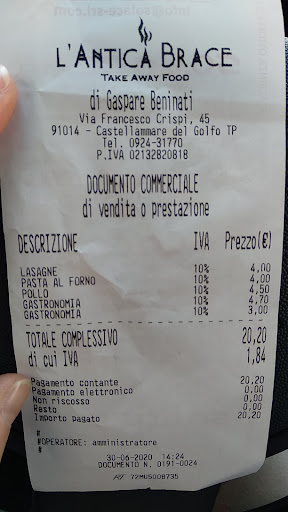 L'ANTICA BRACE
TAKE AWAY FOOD
di Gaspare Beninati
Via Francesco Crispi, 45
91014 - Castellammare del Golfo TP
Tel. 0924-31770
P.IVA 02132820818
DOCUMENTO COMMERCIALE
di vendita o prestazione
DESCRIZIONE IVA Prezzo(€)
LASAGNE 10% 4,00
PASTA AL FORNO 10% 4,00
POLLO 10% 4,50
GASTRONOMIA 10% 4,70
GASTRONOMIA 10% 3,00
TOTALE COMPLESSIVO 20,20
di cui IVA 1,84
Pagamento contante 20,20
Pagamento elettronico 0,00
Non riscosso 0,00
Resto 0,00
Importo pagato 20,20
#
#OPERATORE: amministratore
#
30-06-2020 14:24
DOCUMENTO N. 0191-0024
72MU5008735